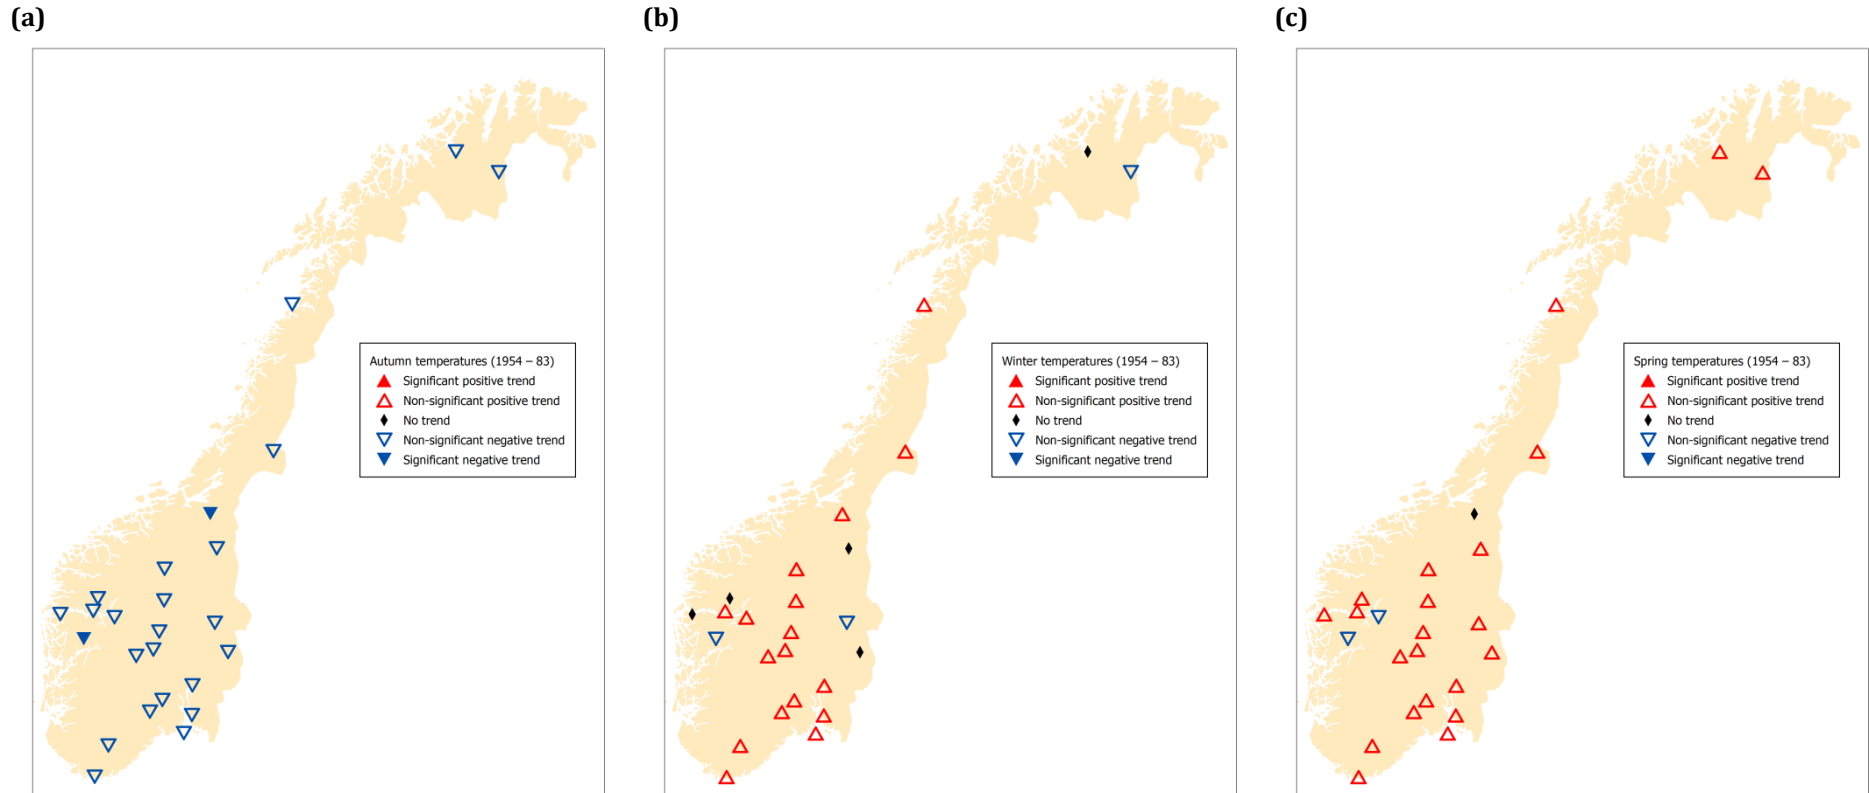 (a)
(b)
(c)
Autumn temperatures (1954 – 83)
Significant positive trend
Non-significant positive trend
No trend
Non-significant negative trend
Significant negative trend
Winter temperatures (1954 – 83)
Significant positive trend
Non-significant positive trend
No trend
Non-significant negative trend
Significant negative trend
Spring temperatures (1954 – 83)
Significant positive trend
Non-significant positive trend
No trend
Non-significant negative trend
Significant negative trend